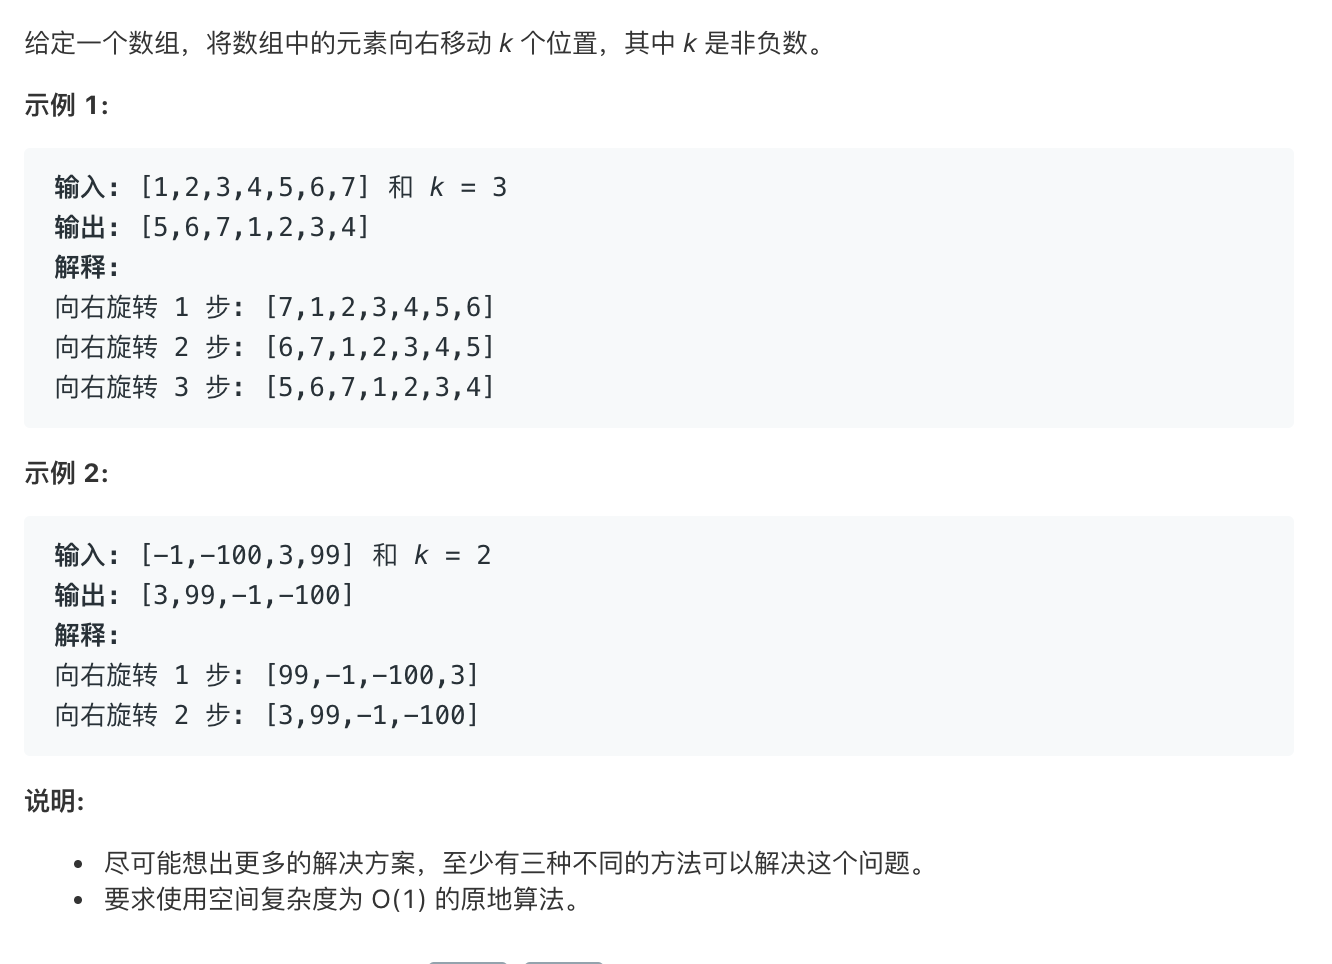 给定一个数组，将数组中的元素向右移动 k 个位置，其中 k 是非负数。
示例 1:
输入: [1,2,3,4,5,6,7] 和 k = 3
输出: [5,6,7,1,2,3,4]
解释:
向右旋转 1 步: [7,1,2,3,4,5,6]
向右旋转 2 步: [6,7,1,2,3,4,5]
向右旋转 3 步: [5,6,7,1,2,3,4]
示例 2:
输入: [-1,-100,3,99] 和 k = 2
输出: [3,99,-1,-100]
解释:
向右旋转 1 步: [99,-1,-100,3]
向右旋转 2 步: [3,99,-1,-100]
说明:
• 尽可能想出更多的解决方案，至少有三种不同的方法可以解决这个问题。
• 要求使用空间复杂度为 O(1) 的原地算法。